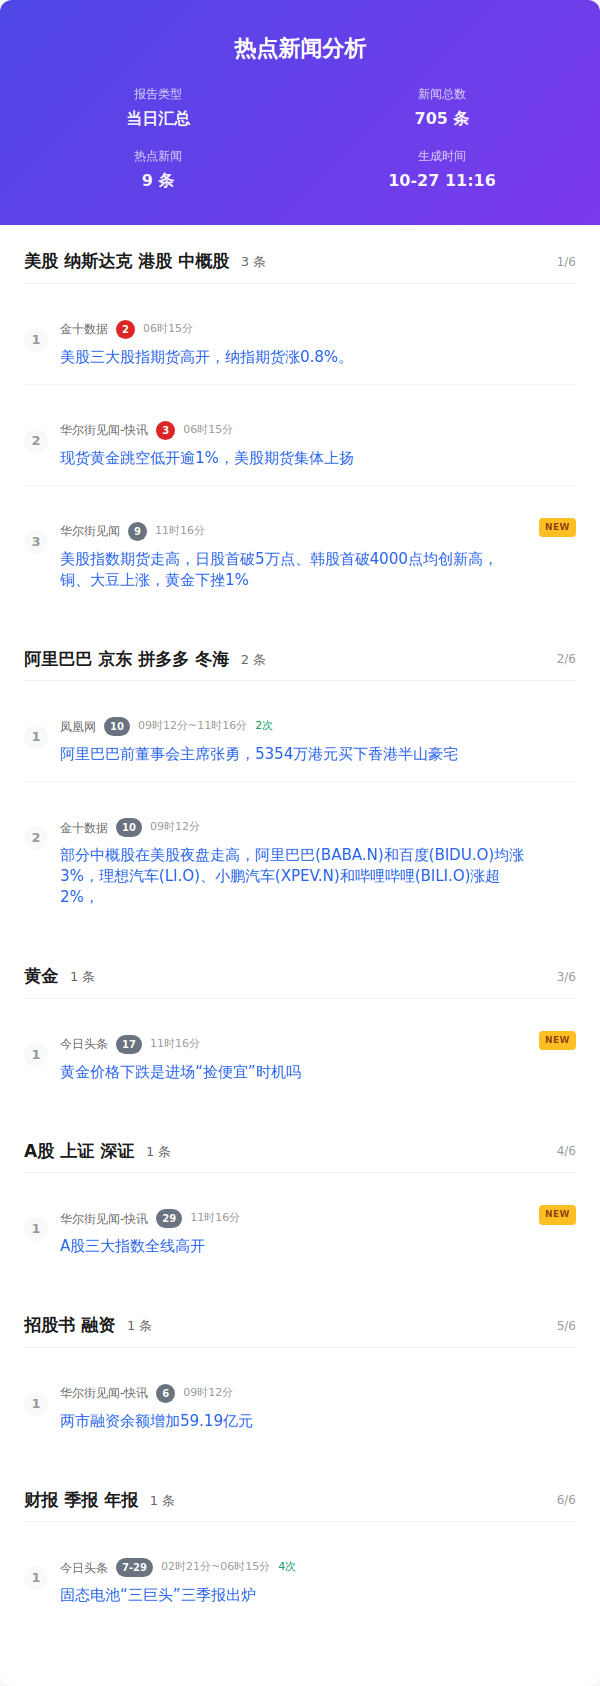 热点新闻分析
报告类型
新闻总数
当日汇总
705 条
热点新闻
生成时间
9 条
10-27 11:16
美股 纳斯达克 港股 中概股 3 条 1/6
1
金十数据 2 06时15分
美股三大股指期货高开，纳指期货涨0.8%。
2
华尔街见闻-快讯 3 06时15分
现货黄金跳空低开逾1%，美股期货集体上扬
3
华尔街见闻 9 11时16分 NEW
美股指数期货走高，日股首破5万点、韩股首破4000点均创新高，
铜、大豆上涨，黄金下挫1%
阿里巴巴 京东 拼多多 冬海 2 条 2/6
1
凤凰网 10 09时12分~11时16分 2次
阿里巴巴前董事会主席张勇，5354万港元买下香港半山豪宅
2
金十数据 10 09时12分
部分中概股在美股夜盘走高，阿里巴巴(BABA.N)和百度(BIDU.O)均涨
3%，理想汽车(LI.O)、小鹏汽车(XPEV.N)和哔哩哔哩(BILI.O)涨超
2%，
黄金 1 条 3/6
1
今日头条 17 11时16分 NEW
黄金价格下跌是进场“捡便宜”时机吗
A股 上证 深证 1 条 4/6
1
华尔街见闻-快讯 29 11时16分 NEW
A股三大指数全线高开
招股书 融资 1 条 5/6
1
华尔街见闻-快讯 6 09时12分
两市融资余额增加59.19亿元
财报 季报 年报 1 条 6/6
1
今日头条 7-29 02时21分~06时15分 4次
固态电池“三巨头”三季报出炉